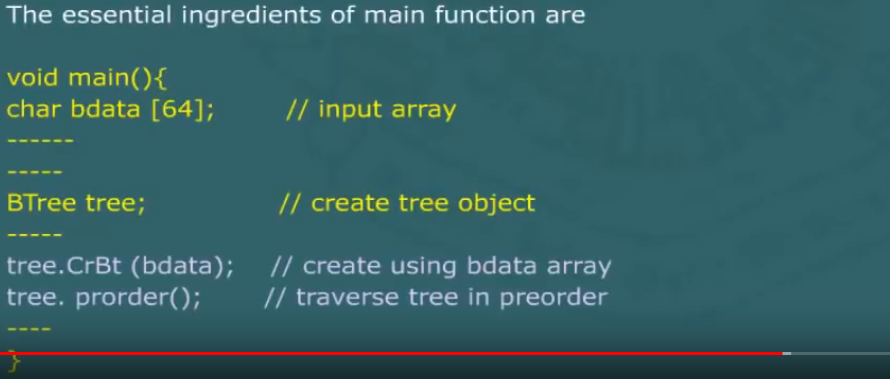 The essential ingredients of main function are
void main(){
char bdata [64]; // input array
------
-----
BTree tree; // create tree object
-----
tree.CrBt (bdata); // create using bdata array
tree. prorder(); // traverse tree in preorder
----
}